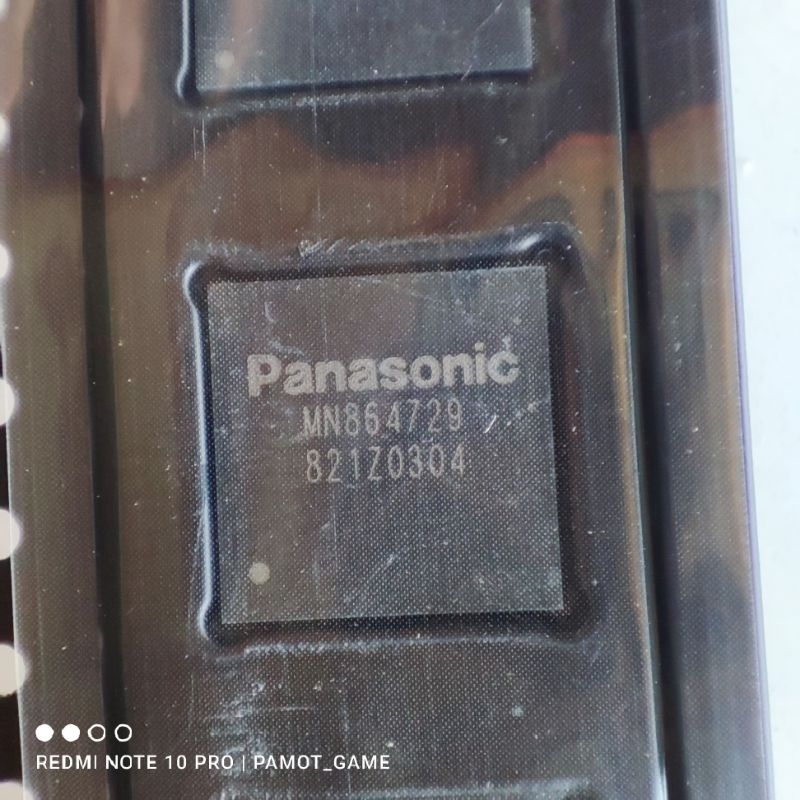 Panasonic
MN864729
821Z0304
REDMI NOTE 10 PRO | PAMOT_GAME